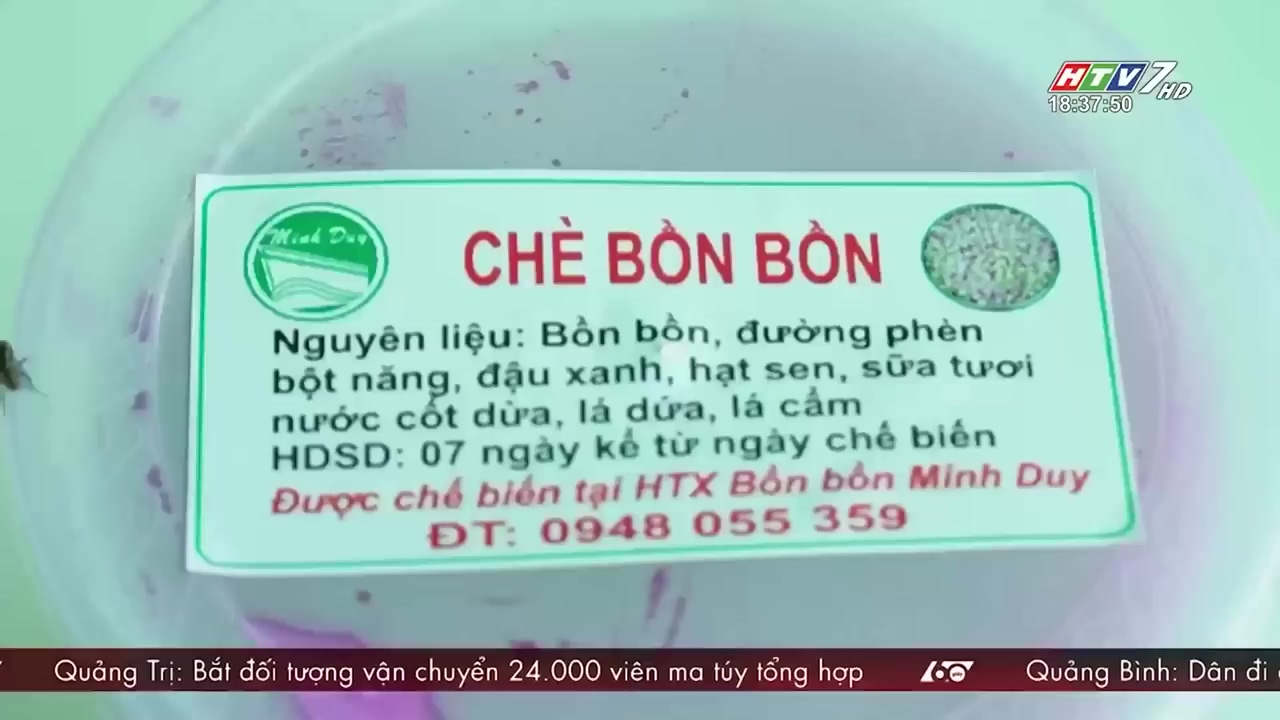 HTV7 HD
18:37:50
Minh Duy
CHÈ BỒN BỒN
Nguyên liệu: Bồn bồn, đường phèn
bột năng, đậu xanh, hạt sen, sữa tươi
nước cốt dừa, lá dứa, lá cẩm
HDSD: 07 ngày kể từ ngày chế biến
Được chế biến tại HTX Bồn bồn Minh Duy
ĐT: 0948 055 359
Quảng Trị: Bắt đối tượng vận chuyển 24.000 viên ma túy tổng hợp 60 giây Quảng Bình: Dân đi